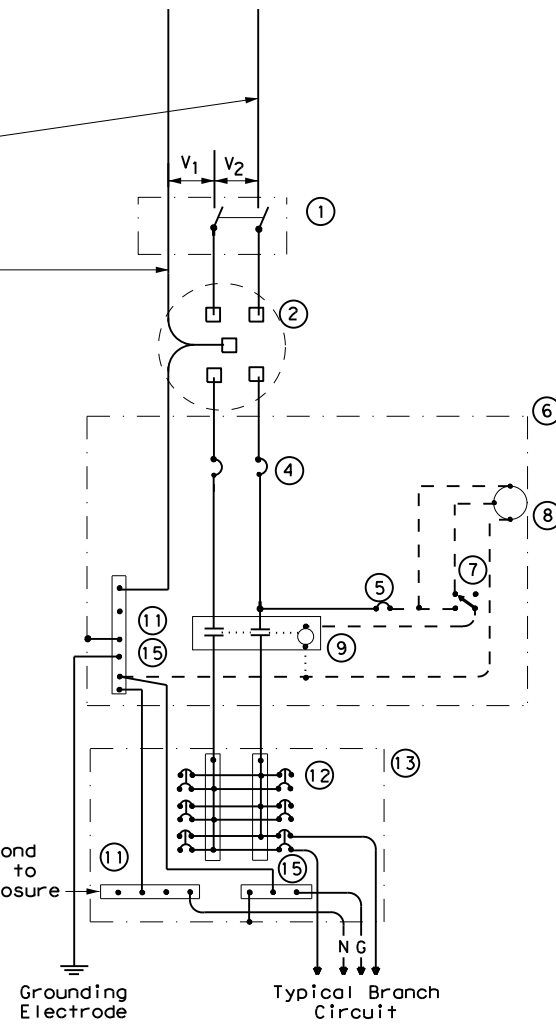 V1 V2
1
2
6
4
8
7
5
11
15
9
13
12
11
15
ond
to
osure
N G
Grounding
Electrode
Typical Branch
Circuit